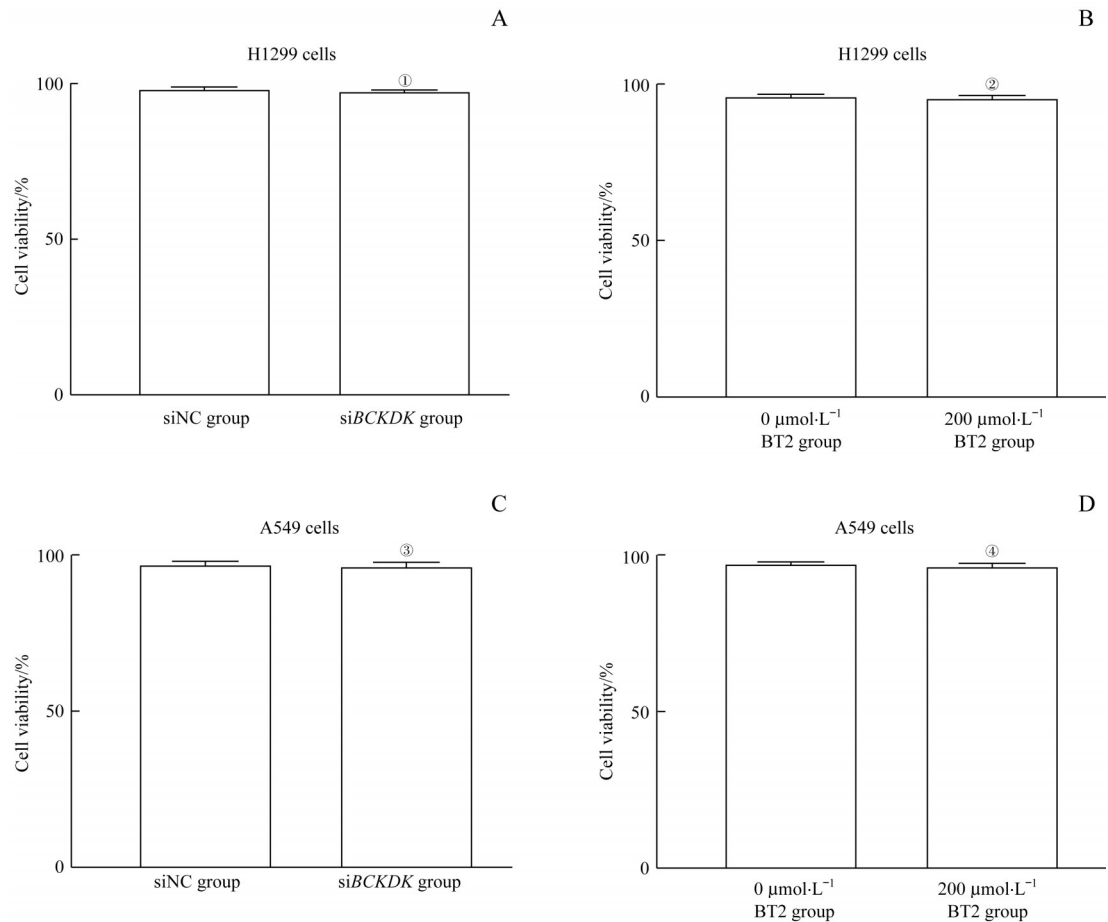 A
H1299 cells
①
100
50
0
Cell viability/%
siNC group
siBCKDK group
B
H1299 cells
②
100
50
0
Cell viability/%
0 μmol·L⁻¹
BT2 group
200 μmol·L⁻¹
BT2 group
C
A549 cells
③
100
50
0
Cell viability/%
siNC group
siBCKDK group
D
A549 cells
④
100
50
0
Cell viability/%
0 μmol·L⁻¹
BT2 group
200 μmol·L⁻¹
BT2 group